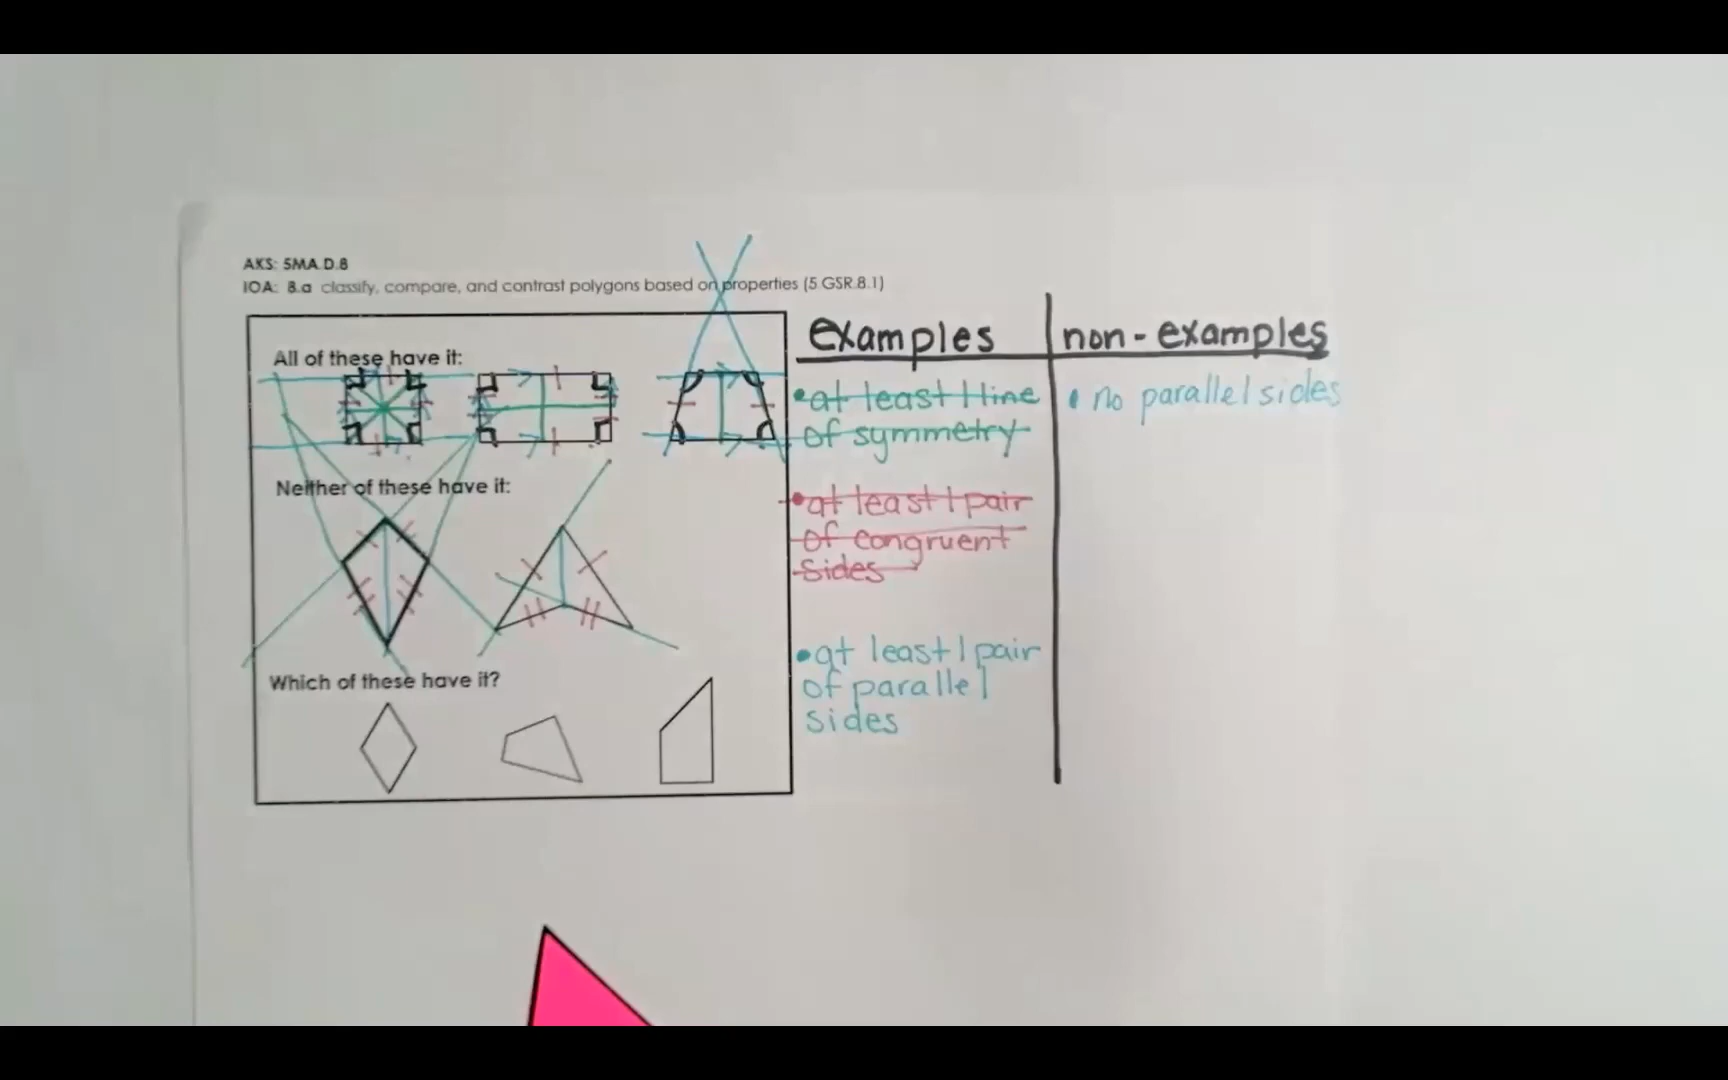 AKS: 5MA.D.8
IOA: 8.a classify, compare, and contrast polygons based on properties (5.GSR.8.1)
All of these have it:
Neither of these have it:
Which of these have it?
examples
• at least 1 line
of symmetry
• at least 1 pair
of congruent
sides
• at least 1 pair
of parallel
sides
non-examples
• no parallel sides